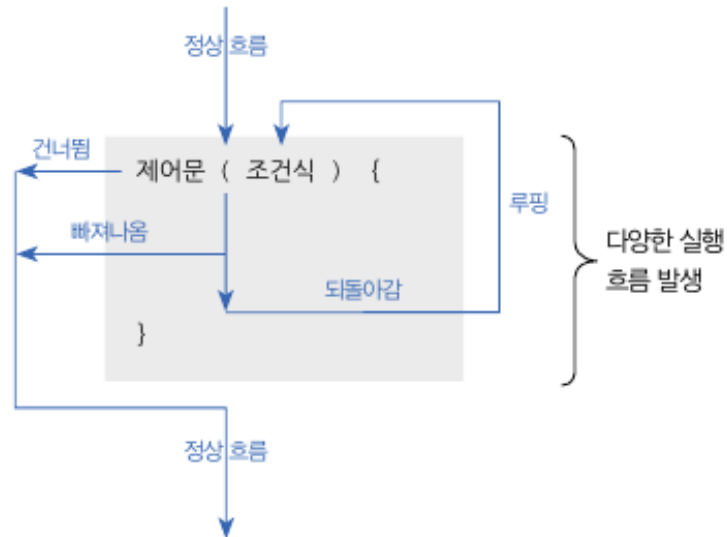 정상 흐름
건너뜀
제어문 ( 조건식 ) {
루핑
빠져나옴
다양한 실행
흐름 발생
되돌아감
}
정상 흐름